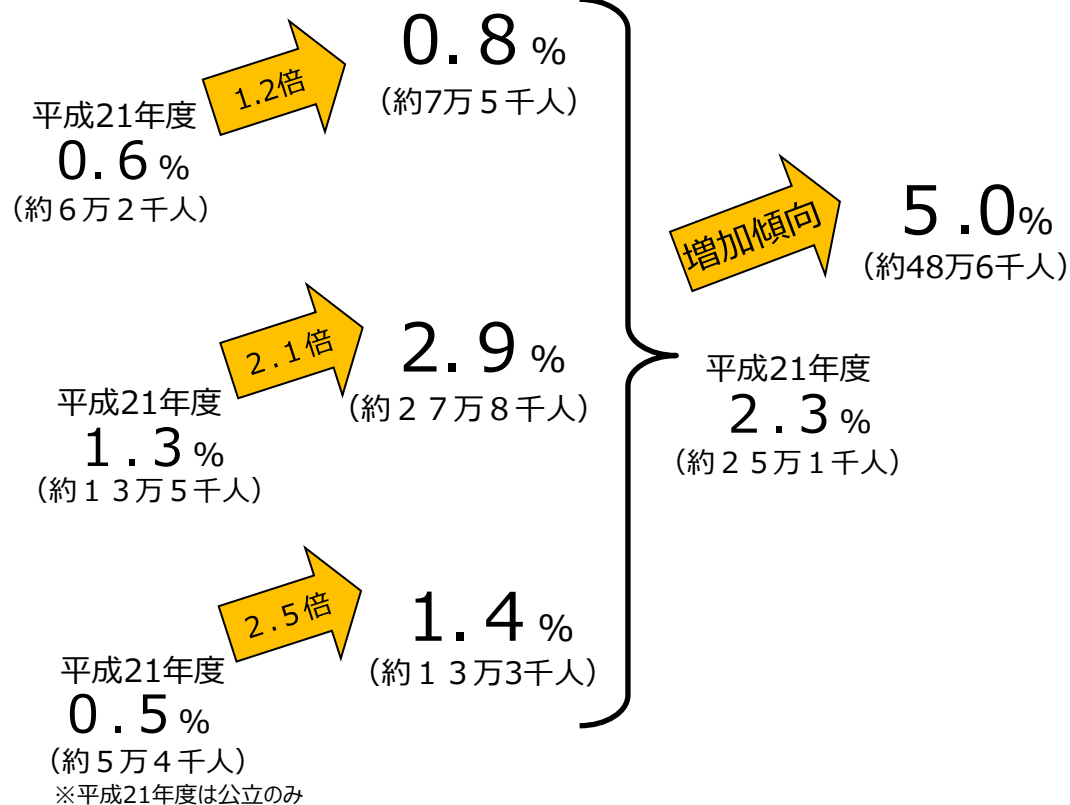 0.8%
(約7万5千人)
1.2倍
平成21年度
0.6%
(約6万2千人)
2.9%
(約27万8千人)
2.1倍
平成21年度
1.3%
(約13万5千人)
1.4%
(約13万3千人)
2.5倍
平成21年度
0.5%
(約5万4千人)
※平成21年度は公立のみ
増加傾向
5.0%
(約48万6千人)
平成21年度
2.3%
(約25万1千人)